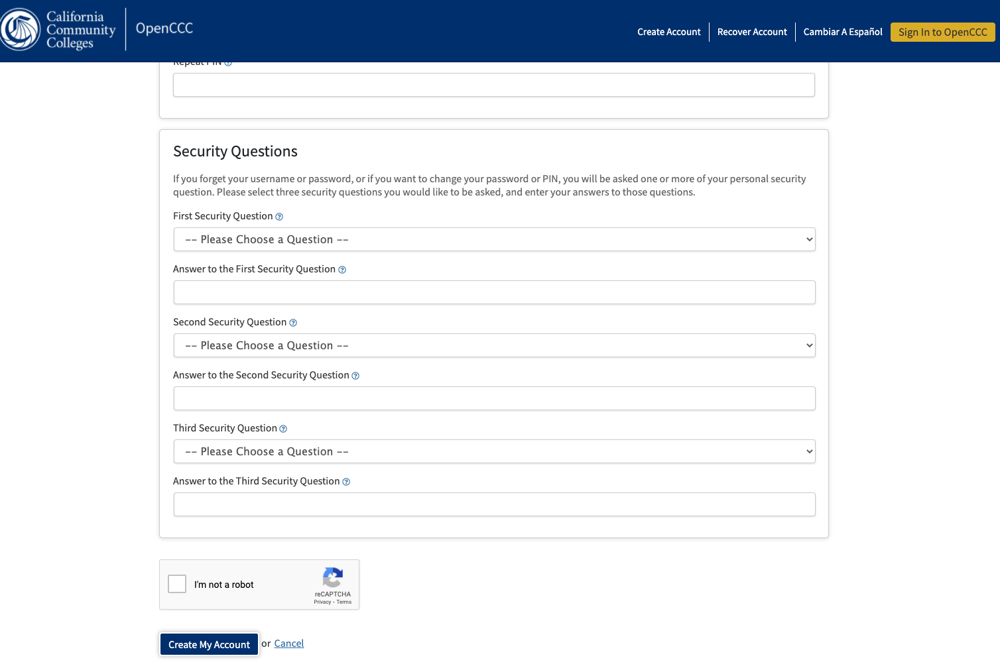 California
Community
Colleges
OpenCCC
Create Account
Recover Account
Cambiar A Español
Sign In to OpenCCC
Repeat PIN
Security Questions
If you forget your username or password, or if you want to change your password or PIN, you will be asked one or more of your personal security
question. Please select three security questions you would like to be asked, and enter your answers to those questions.
First Security Question
-- Please Choose a Question --
Answer to the First Security Question
Second Security Question
-- Please Choose a Question --
Answer to the Second Security Question
Third Security Question
-- Please Choose a Question --
Answer to the Third Security Question
I'm not a robot
reCAPTCHA
Privacy - Terms
Create My Account or Cancel